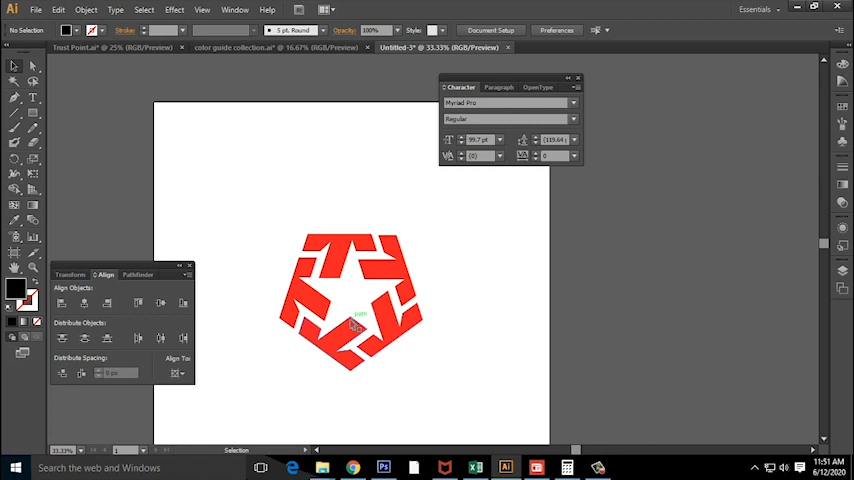 Ai File Edit Object Type Select Effect View Window Help Essentials
No Selection Stroke: 5 pt. Round Opacity: 100% Style: Document Setup Preferences
Trust Point.ai* @ 25% (RGB/Preview) × color guide collection.ai* @ 16.67% (RGB/Preview) × Untitled-3* @ 33.33% (RGB/Preview) ×
Character Paragraph OpenType
Myriad Pro
Regular
99.7 pt (119.64
(0) 0
Transform Align Pathfinder
Align Objects:
Distribute Objects:
Distribute Spacing: Align To:
0 px
path
33.33% 1 Selection
Search the web and Windows
11:51 AM
6/12/2020